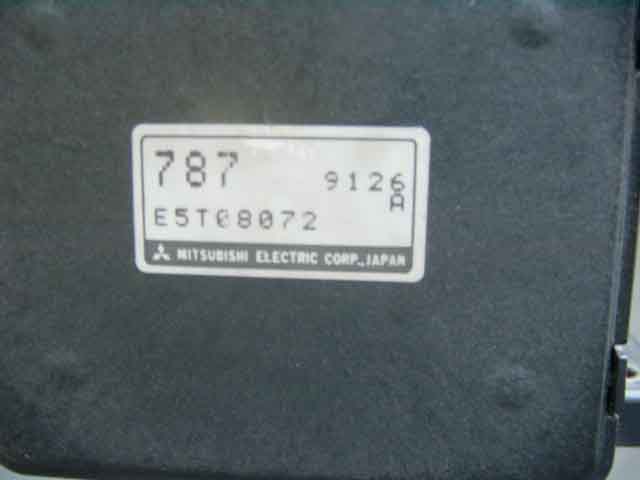 787
9126
A
E5T08072
MITSUBISHI ELECTRIC CORP., JAPAN